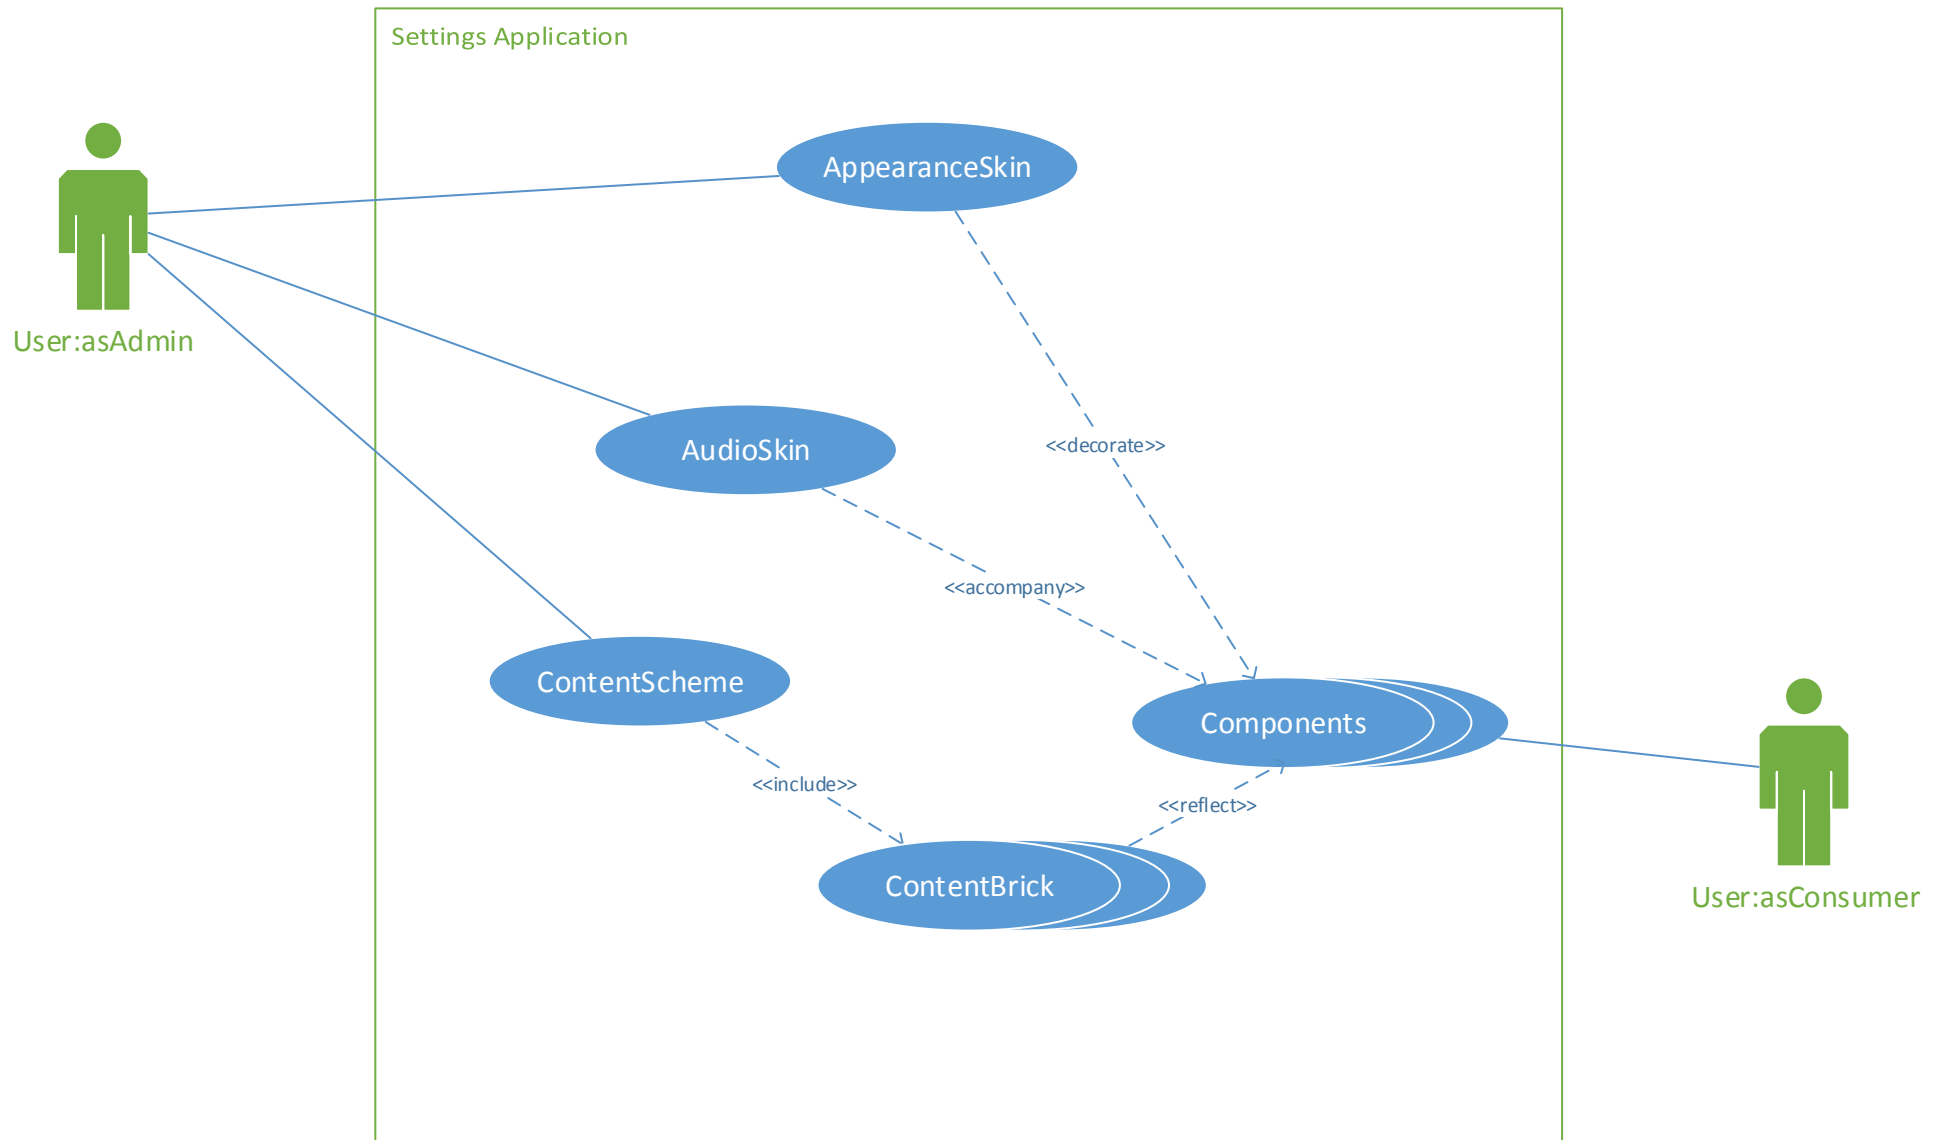 Settings Application
AppearanceSkin
User:asAdmin
<<decorate>>
AudioSkin
<<accompany>>
ContentScheme
Components
<<include>>
<<reflect>>
ContentBrick
User:asConsumer